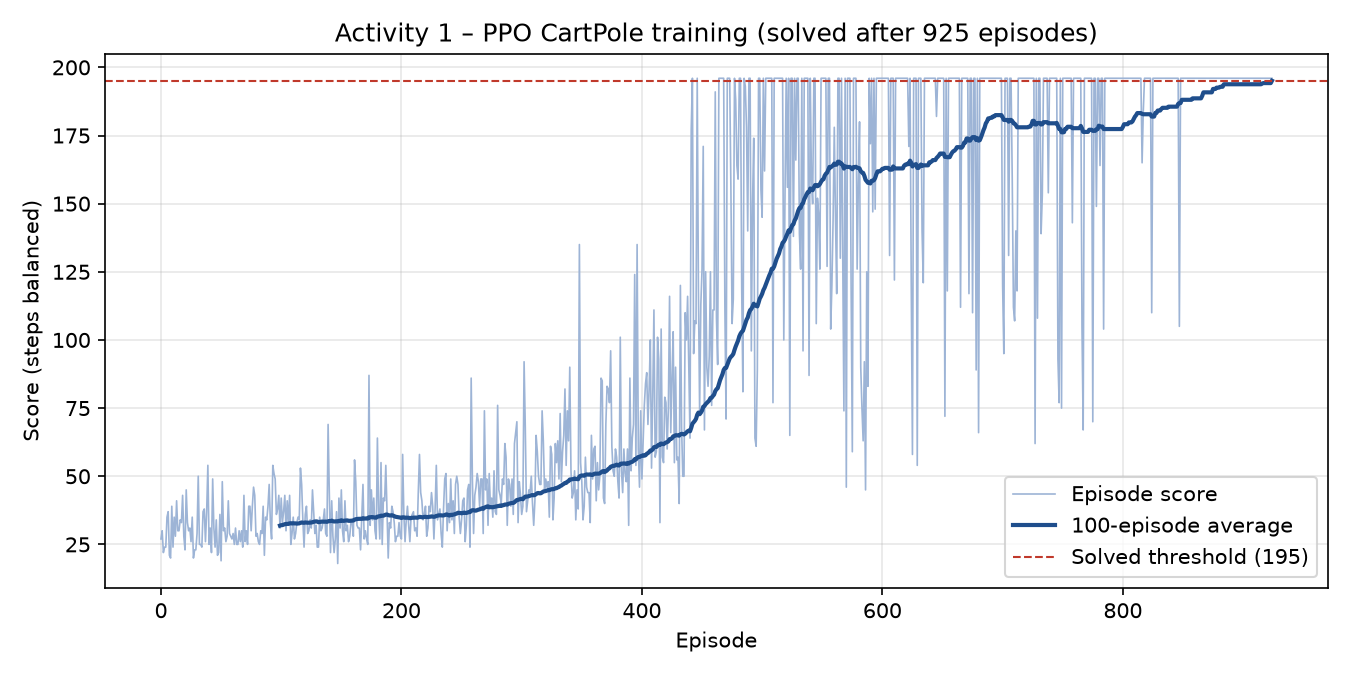 Activity 1 – PPO CartPole training (solved after 925 episodes)
Score (steps balanced)
200
175
150
125
100
75
50
25
0
200
400
600
800
Episode
Episode score
100-episode average
Solved threshold (195)